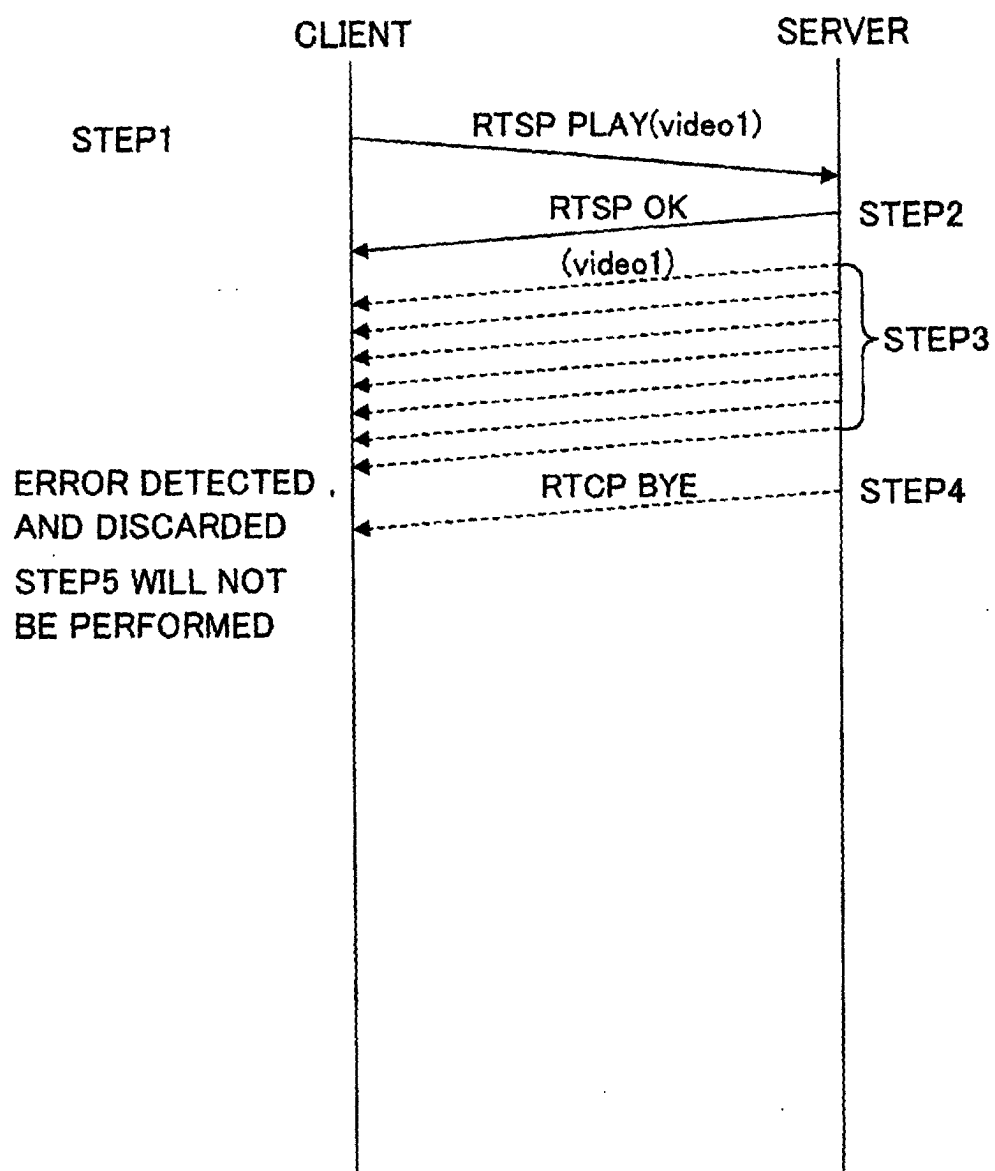 CLIENT
SERVER
STEP1
RTSP PLAY(video1)
RTSP OK
STEP2
(video1)
STEP3
ERROR DETECTED
AND DISCARDED
RTCP BYE
STEP4
STEP5 WILL NOT
BE PERFORMED